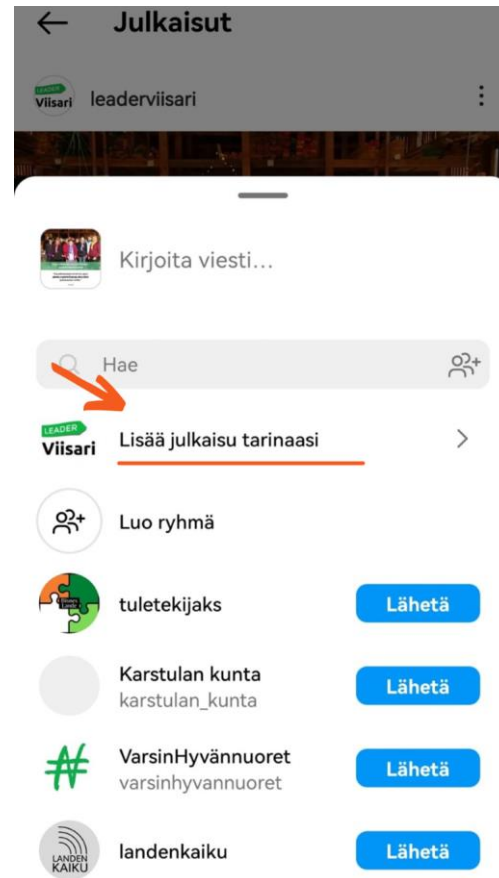 Julkaisut
LEADER
Viisari
leaderviisari
Kirjoita viesti...
Hae
LEADER
Viisari
Lisää julkaisu tarinaasi
Luo ryhmä
tuletekijaks
Lähetä
Karstulan kunta
karstulan_kunta
Lähetä
VarsinHyvännuoret
varsinhyvannuoret
Lähetä
LANDEN
KAIKU
landenkaiku
Lähetä